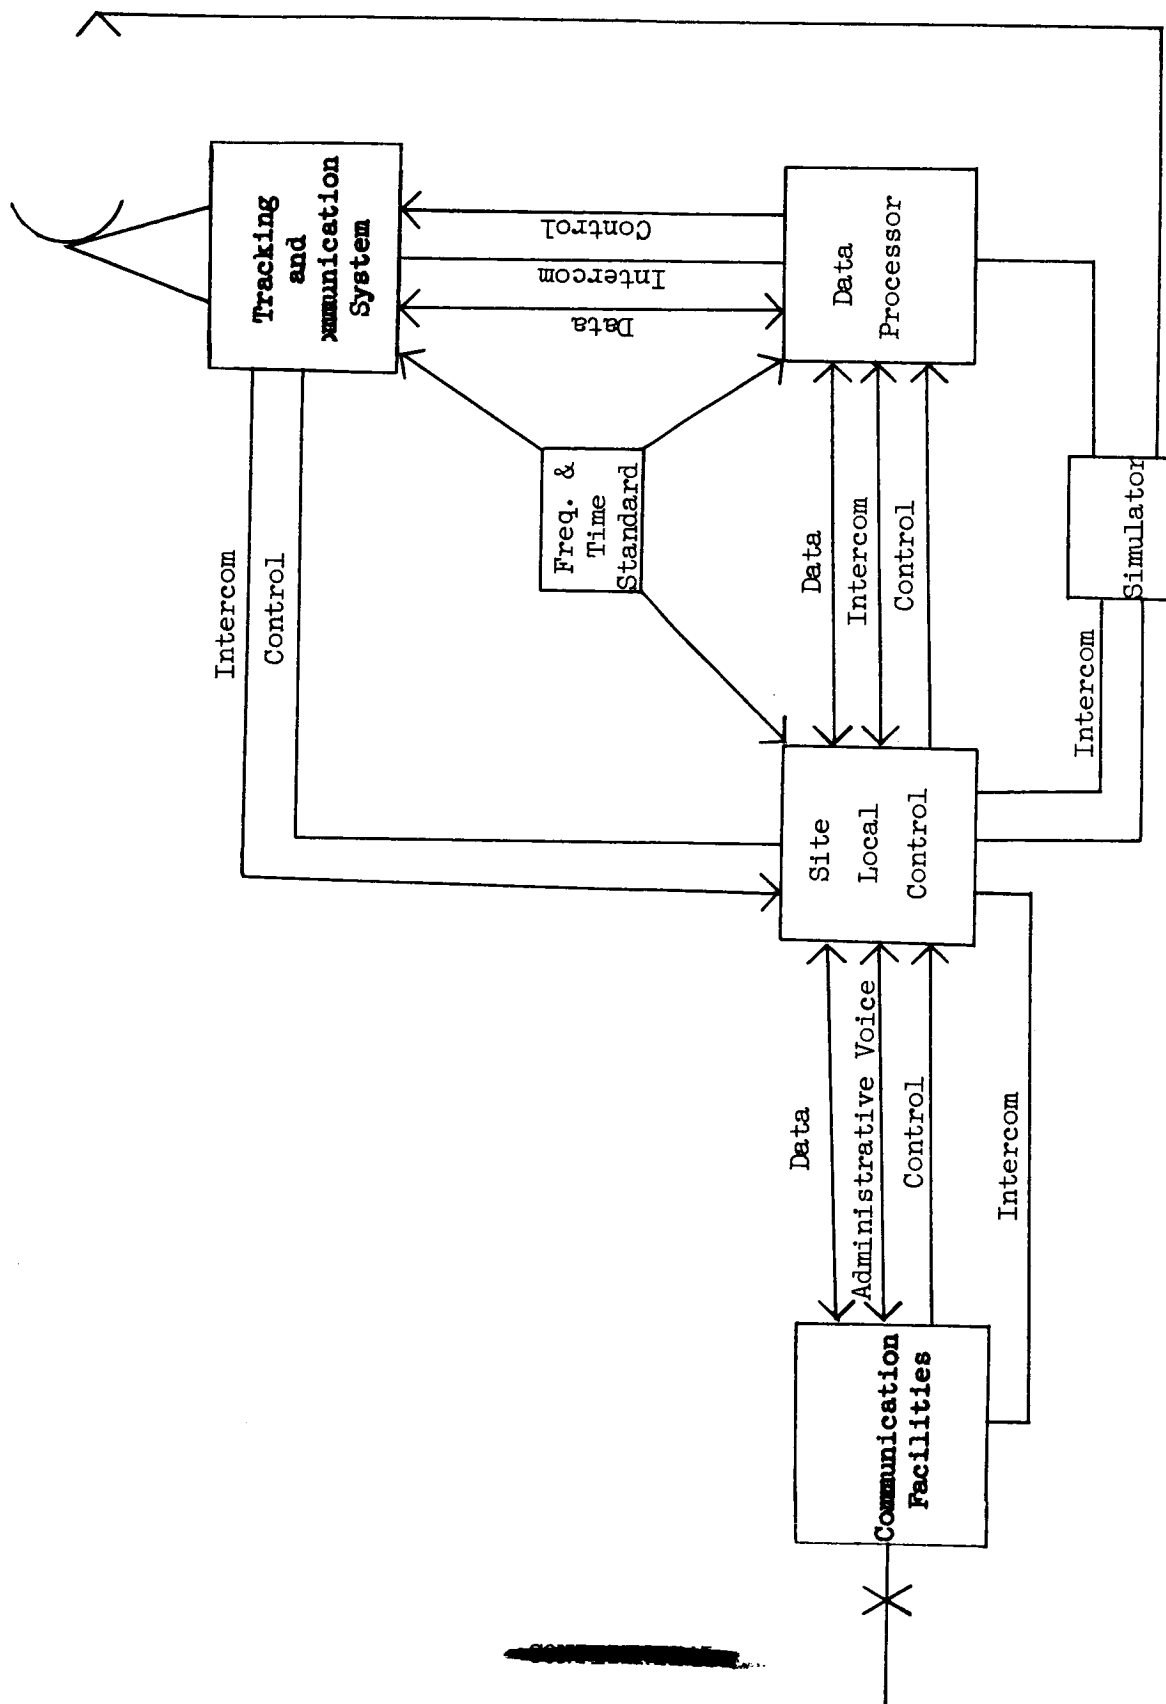 Tracking
and
System
Intercom
Control
Control
Intercom
Data
Freq. &
Time
Standard
Data
Processor
Data
Intercom
Control
Site
Local
Control
Simulator
Intercom
Data
Administrative Voice
Control
Intercom
Communication
Facilities